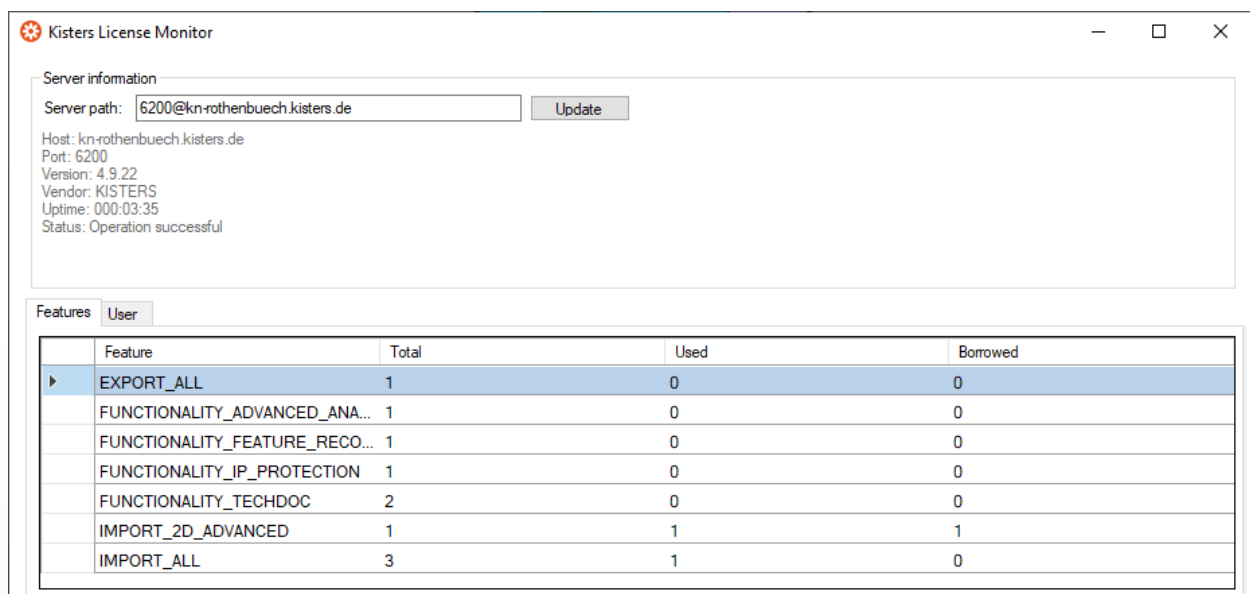 Kisters License Monitor
Server information
Server path: 6200@kn-rothenbuech.kisters.de Update
Host: kn-rothenbuech.kisters.de
Port: 6200
Version: 4.9.22
Vendor: KISTERS
Uptime: 000:03:35
Status: Operation successful
Features User
Feature Total Used Borrowed
EXPORT_ALL 1 0 0
FUNCTIONALITY_ADVANCED_ANA... 1 0 0
FUNCTIONALITY_FEATURE_RECO... 1 0 0
FUNCTIONALITY_IP_PROTECTION 1 0 0
FUNCTIONALITY_TECHDOC 2 0 0
IMPORT_2D_ADVANCED 1 1 1
IMPORT_ALL 3 1 0